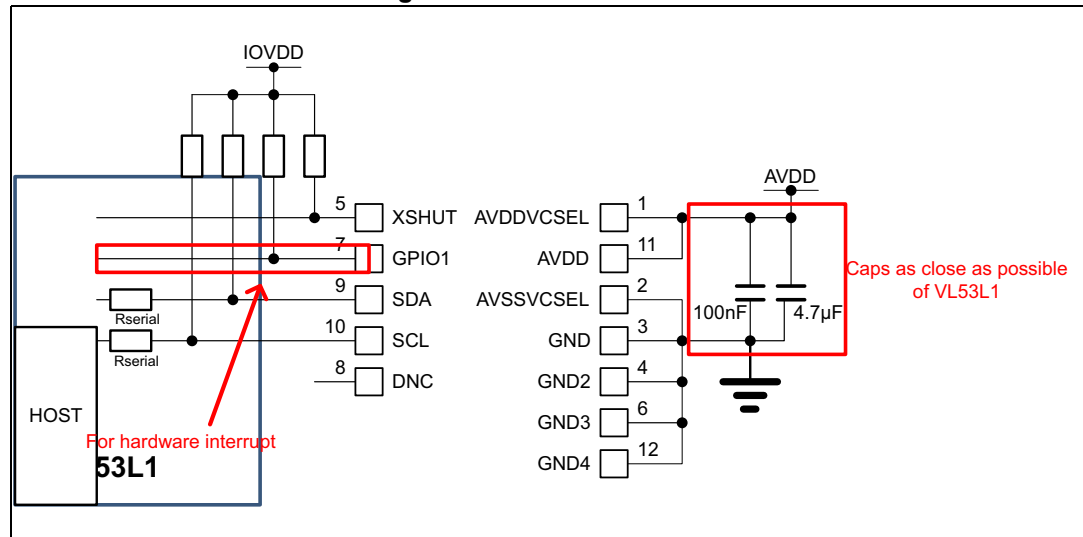 g
IOVDD
AVDD
5
XSHUT
AVDDVCSEL
1
7
GPIO1
AVDD
11
9
SDA
AVSSVCSEL
2
Rserial
10
SCL
GND
3
Rserial
8
DNC
GND2
4
GND3
6
GND4
12
100nF
4.7µF
Caps as close as possible
of VL53L1
HOST
For hardware interrupt
53L1